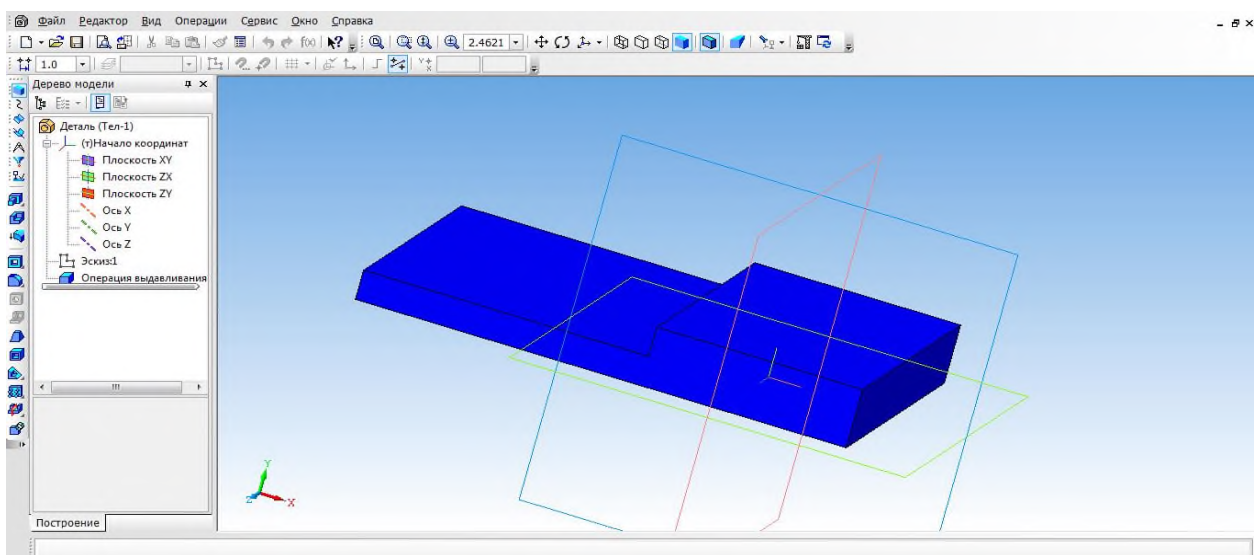 Файл Редактор Вид Операции Сервис Окно Справка
f(x) 2.4621
1.0
Дерево модели
Деталь (Тел-1)
(т)Начало координат
Плоскость XY
Плоскость ZX
Плоскость ZY
Ось X
Ось Y
Ось Z
Эскиз:1
Операция выдавливания
Y
Z X
Построение